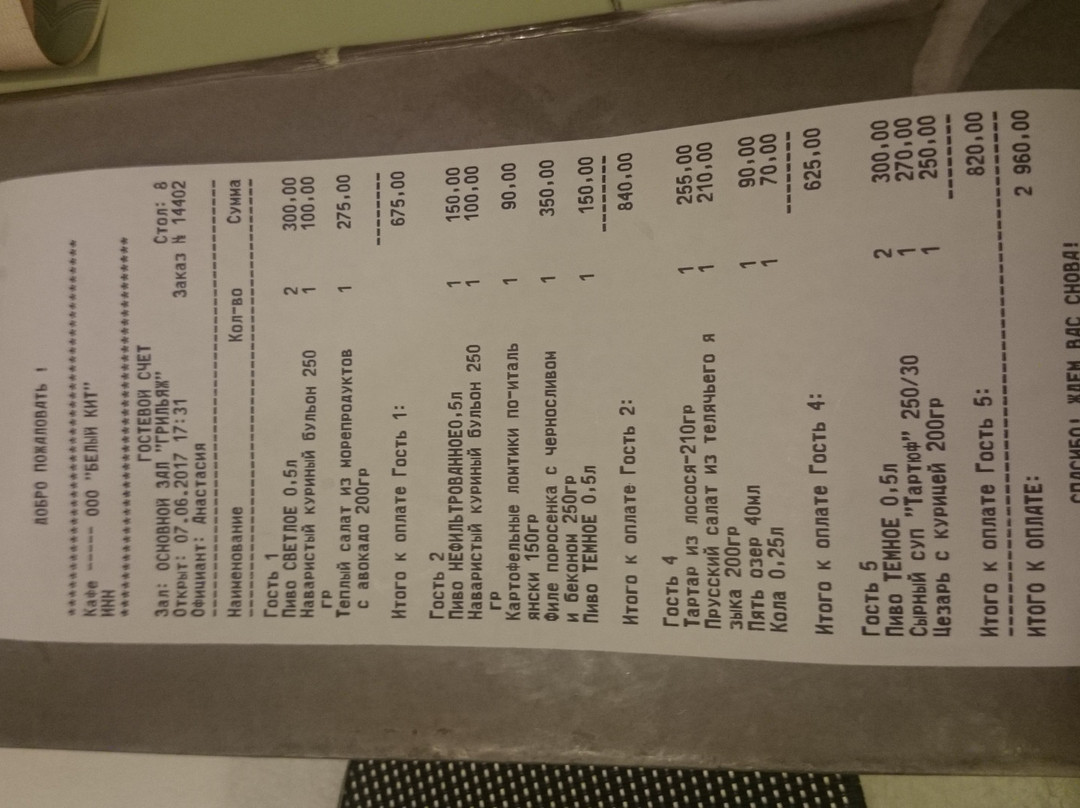 ДОБРО ПОЖАЛОВАТЬ !
******************************************
Кафе ----- ООО "БЕЛЫЙ КИТ"
ИНН
******************************************
ГОСТЕВОЙ СЧЕТ
Зал: ОСНОВНОЙ ЗАЛ "ГРИЛЬЯЖ" Стол: 8
Открыт: 07.06.2017 17:31 Заказ № 14402
Официант: Анастасия
------------------------------------------
Наименование Кол-во Сумма
------------------------------------------
Гость 1
Пиво СВЕТЛОЕ 0,5л 2 300,00
Наваристый куриный бульон 250 1 100,00
гр
Теплый салат из морепродуктов 1 275,00
с авокадо 200гр
-------
Итого к оплате Гость 1: 675,00
Гость 2
Пиво НЕФИЛЬТРОВАННОЕ0,5л 1 150,00
Наваристый куриный бульон 250 1 100,00
гр
Картофельные ломтики по-италь 1 90,00
янски 150гр
Филе поросенка с черносливом 1 350,00
и беконом 250гр
Пиво ТЕМНОЕ 0,5л 1 150,00
-------
Итого к оплате Гость 2: 840,00
Гость 4
Тартар из лосося-210гр 1 255,00
Прусский салат из телячьего я 1 210,00
зыка 200гр
Пять озер 40мл 1 90,00
Кола 0,25л 1 70,00
-------
Итого к оплате Гость 4: 625,00
Гость 5
Пиво ТЕМНОЕ 0,5л 2 300,00
Сырный суп "Тартюф" 250/30 1 270,00
Цезарь с курицей 200гр 1 250,00
-------
Итого к оплате Гость 5: 820,00
------------------------------------------
ИТОГО К ОПЛАТЕ: 2 960,00
СПАСИБО! ЖДЕМ ВАС СНОВА!